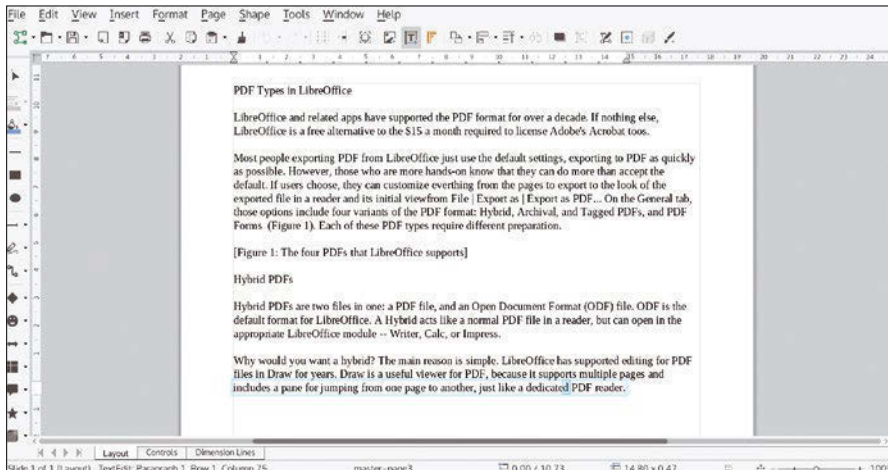 File Edit View Insert Format Page Shape Tools Window Help
PDF Types in LibreOffice
LibreOffice and related apps have supported the PDF format for over a decade. If nothing else,
LibreOffice is a free alternative to the $15 a month required to license Adobe's Acrobat toos.
Most people exporting PDF from LibreOffice just use the default settings, exporting to PDF as quickly
as possible. However, those who are more hands-on know that they can do more than accept the
default. If users choose, they can customize everthing from the pages to export to the look of the
exported file in a reader and its initial viewfrom File | Export as | Export as PDF... On the General tab,
those options include four variants of the PDF format: Hybrid, Archival, and Tagged PDFs, and PDF
Forms (Figure 1). Each of these PDF types require different preparation.
[Figure 1: The four PDFs that LibreOffice supports]
Hybrid PDFs
Hybrid PDFs are two files in one: a PDF file, and an Open Document Format (ODF) file. ODF is the
default format for LibreOffice. A Hybrid acts like a normal PDF file in a reader, but can open in the
appropriate LibreOffice module -- Writer, Calc, or Impress.
Why would you want a hybrid? The main reason is simple. LibreOffice has supported editing for PDF
files in Draw for years. Draw is a useful viewer for PDF, because it supports multiple pages and
includes a pane for jumping from one page to another, just like a dedicated PDF reader.
Layout Controls Dimension Lines
Slide 1 of 1 (Layout) TextEdit: Paragraph 1, Row 1, Column 75 master-page3 0.00 / 10.73 14.80 x 0.47